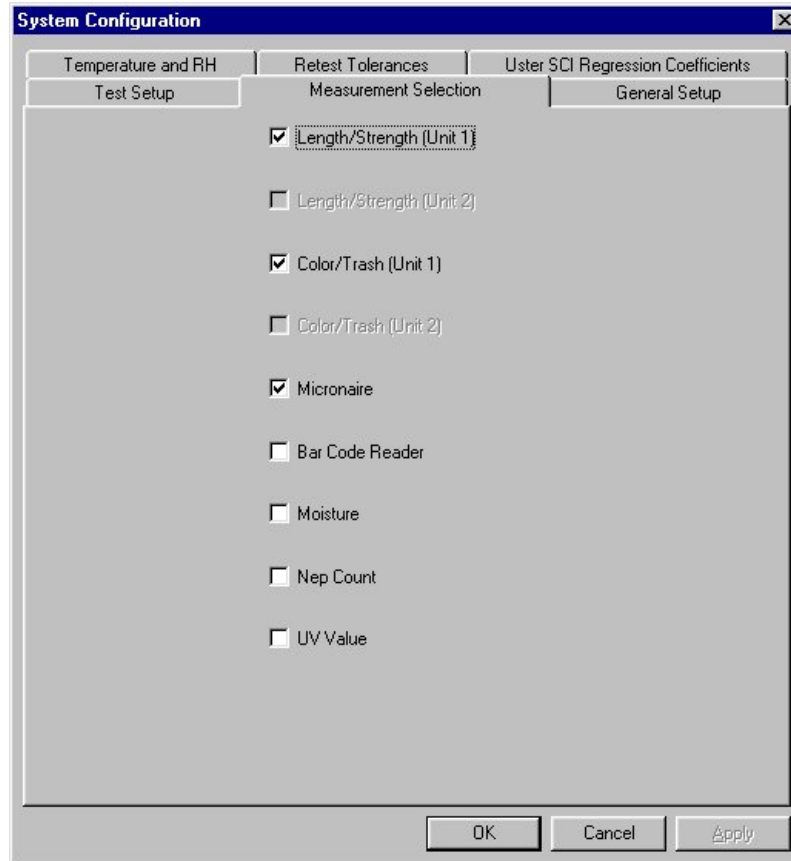 System Configuration
Temperature and RH
Retest Tolerances
Uster SCI Regression Coefficients
Test Setup
Measurement Selection
General Setup
Length/Strength (Unit 1)
Length/Strength (Unit 2)
Color/Trash (Unit 1)
Color/Trash (Unit 2)
Micronaire
Bar Code Reader
Moisture
Nep Count
UV Value
OK
Cancel
Apply